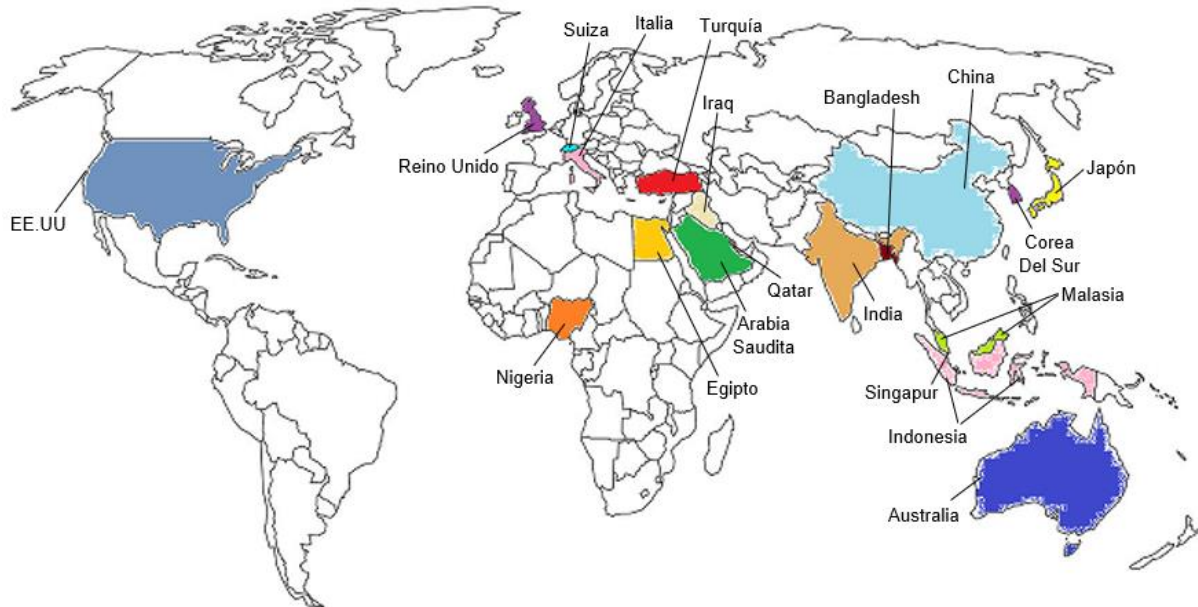 Suiza
Italia
Turquía
China
Bangladesh
Iraq
Reino Unido
Japón
EE.UU
Corea
Del Sur
Qatar
India
Malasia
Arabia
Saudita
Nigeria
Egipto
Singapur
Indonesia
Australia